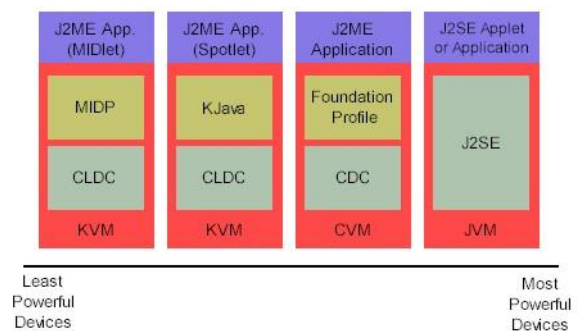 J2ME App.
(MIDlet)
MIDP
CLDC
KVM
J2ME App.
(Spotlet)
KJava
CLDC
KVM
J2ME
Application
Foundation
Profile
CDC
CVM
J2SE Applet
or Application
J2SE
JVM
Least
Powerful
Devices
Most
Powerful
Devices